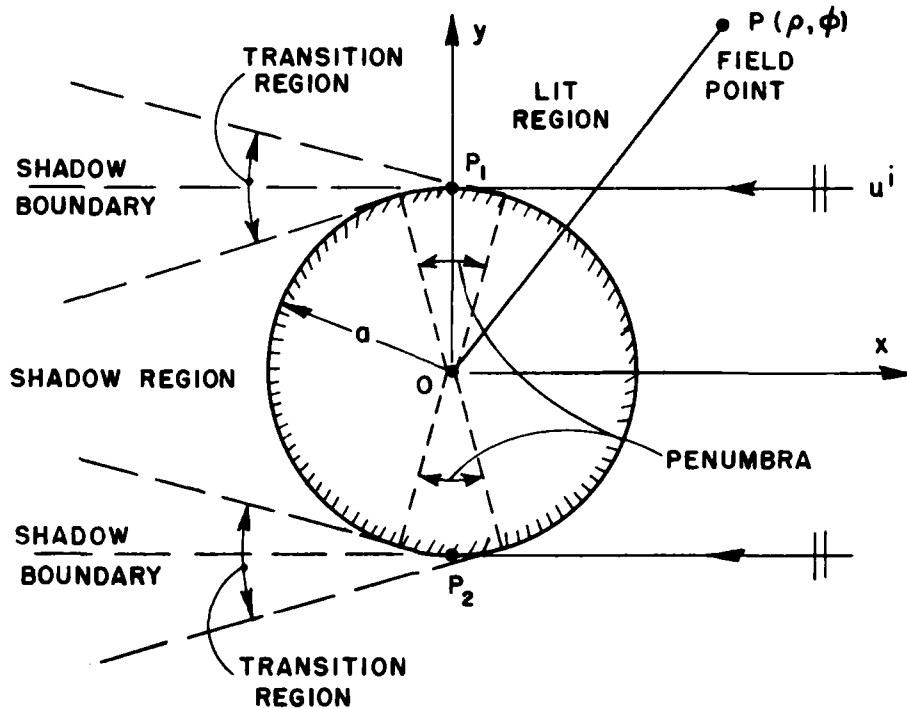 y
P (ρ, ϕ)
FIELD
POINT
TRANSITION
REGION
LIT
REGION
SHADOW
BOUNDARY
P1
u^i
a
O
x
SHADOW REGION
PENUMBRA
SHADOW
BOUNDARY
P2
TRANSITION
REGION